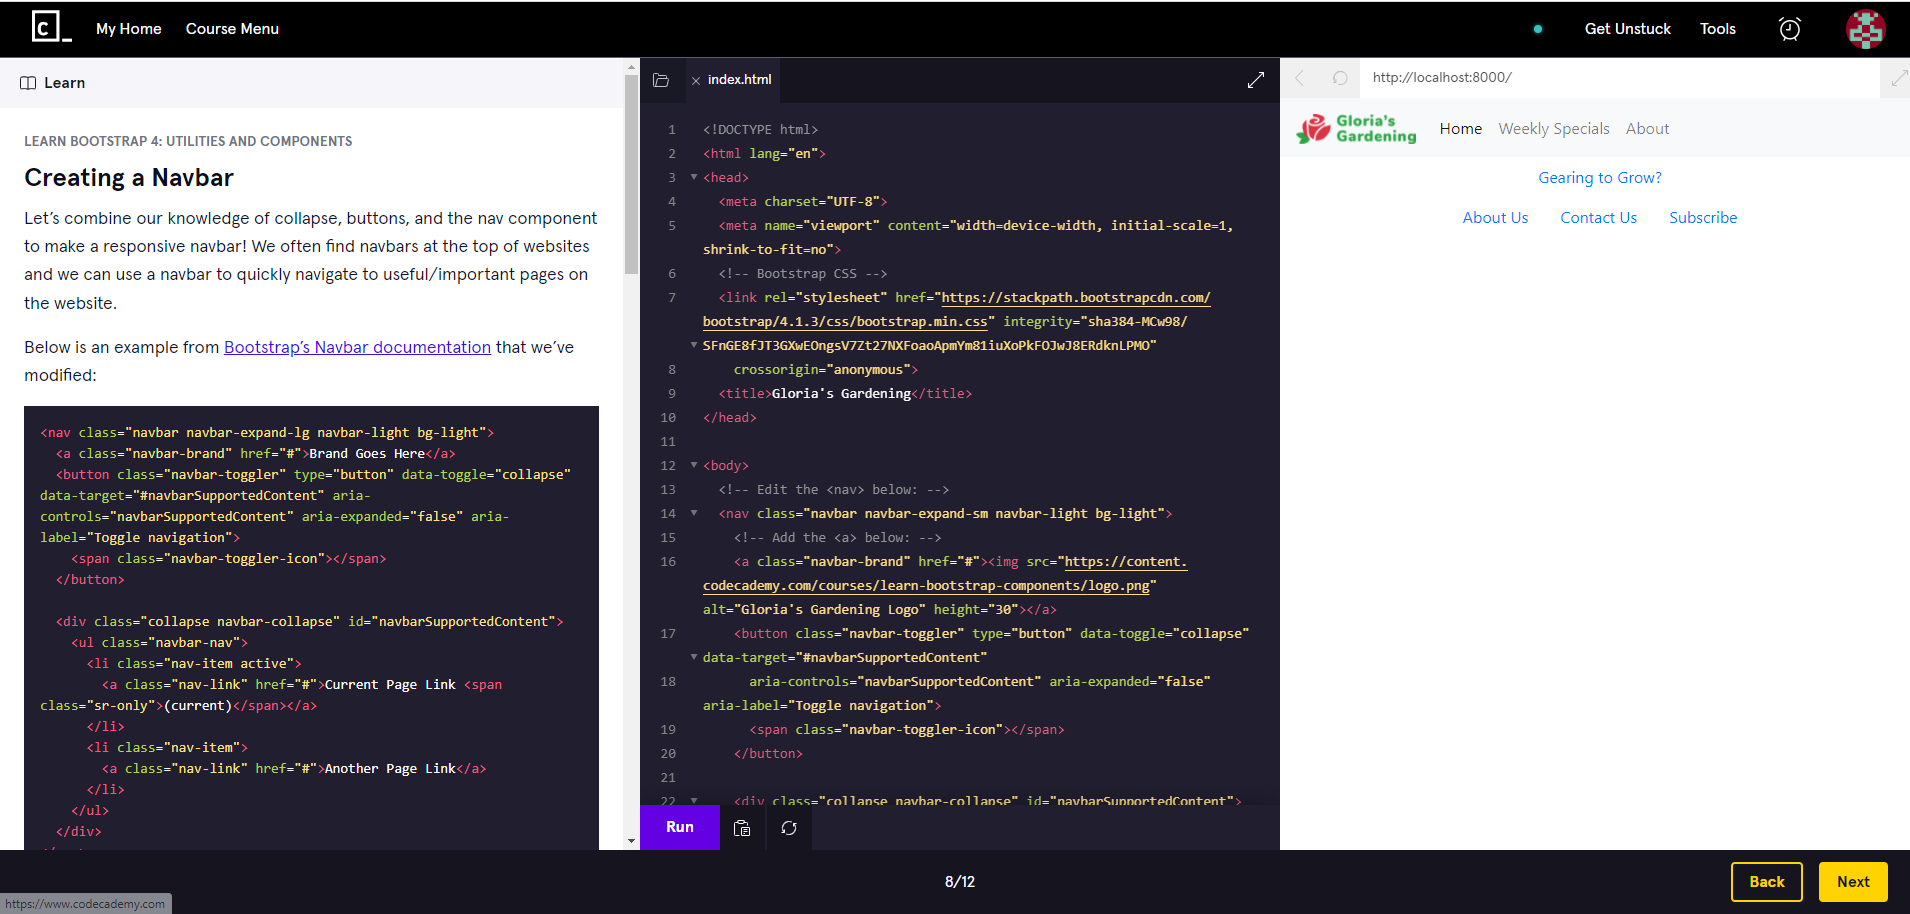 C_ My Home Course Menu Get Unstuck Tools
Learn
LEARN BOOTSTRAP 4: UTILITIES AND COMPONENTS
Creating a Navbar
Let’s combine our knowledge of collapse, buttons, and the nav component
to make a responsive navbar! We often find navbars at the top of websites
and we can use a navbar to quickly navigate to useful/important pages on
the website.
Below is an example from Bootstrap’s Navbar documentation that we’ve
modified:
<nav class="navbar navbar-expand-lg navbar-light bg-light">
<a class="navbar-brand" href="#">Brand Goes Here</a>
<button class="navbar-toggler" type="button" data-toggle="collapse"
data-target="#navbarSupportedContent" aria-
controls="navbarSupportedContent" aria-expanded="false" aria-
label="Toggle navigation">
<span class="navbar-toggler-icon"></span>
</button>
<div class="collapse navbar-collapse" id="navbarSupportedContent">
<ul class="navbar-nav">
<li class="nav-item active">
<a class="nav-link" href="#">Current Page Link <span
class="sr-only">(current)</span></a>
</li>
<li class="nav-item">
<a class="nav-link" href="#">Another Page Link</a>
</li>
</ul>
</div>
index.html
1 <!DOCTYPE html>
2 <html lang="en">
3 <head>
4 <meta charset="UTF-8">
5 <meta name="viewport" content="width=device-width, initial-scale=1,
shrink-to-fit=no">
6 <!-- Bootstrap CSS -->
7 <link rel="stylesheet" href="https://stackpath.bootstrapcdn.com/
bootstrap/4.1.3/css/bootstrap.min.css" integrity="sha384-MCw98/
SFnGE8fJT3GXwEOngsV7Zt27NXFoaoApmYm81iuXoPkFOJwJ8ERdknLPMO"
8 crossorigin="anonymous">
9 <title>Gloria's Gardening</title>
10 </head>
11
12 <body>
13 <!-- Edit the <nav> below: -->
14 <nav class="navbar navbar-expand-sm navbar-light bg-light">
15 <!-- Add the <a> below: -->
16 <a class="navbar-brand" href="#"><img src="https://content.
codecademy.com/courses/learn-bootstrap-components/logo.png"
alt="Gloria's Gardening Logo" height="30"></a>
17 <button class="navbar-toggler" type="button" data-toggle="collapse"
data-target="#navbarSupportedContent"
18 aria-controls="navbarSupportedContent" aria-expanded="false"
aria-label="Toggle navigation">
19 <span class="navbar-toggler-icon"></span>
20 </button>
21
22 <div class="collapse navbar-collapse" id="navbarSupportedContent">
Run
http://localhost:8000/
Gloria's
Gardening
Home Weekly Specials About
Gearing to Grow?
About Us Contact Us Subscribe
8/12
Back Next
https://www.codecademy.com